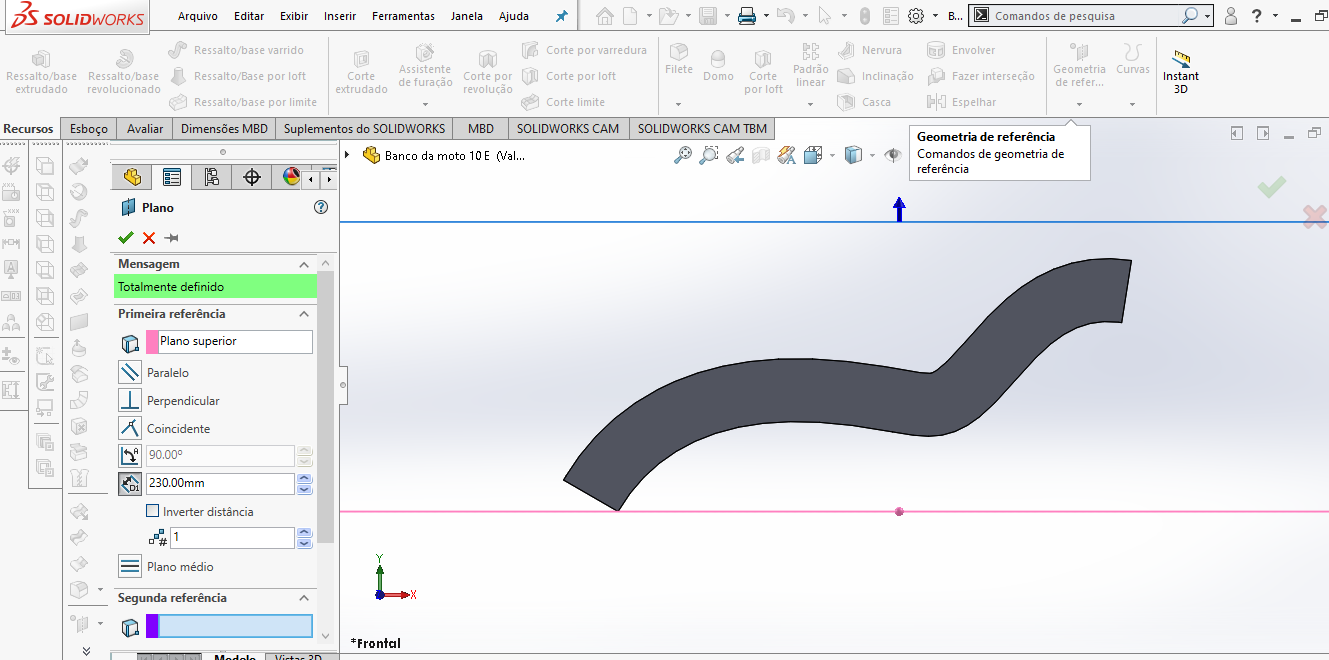 SOLIDWORKS
Arquivo Editar Exibir Inserir Ferramentas Janela Ajuda
B...
Comandos de pesquisa
?
Ressalto/base extrudado
Ressalto/base revolucionado
Ressalto/base varrido
Ressalto/Base por loft
Ressalto/base por limite
Corte extrudado
Assistente de furação
Corte por revolução
Corte por varredura
Corte por loft
Corte limite
Filete
Domo
Corte por loft
Padrão linear
Nervura
Inclinação
Casca
Envolver
Fazer interseção
Espelhar
Geometria de refer...
Curvas
Instant 3D
Recursos Esboço Avaliar Dimensões MBD Suplementos do SOLIDWORKS MBD SOLIDWORKS CAM SOLIDWORKS CAM TBM
Geometria de referência
Comandos de geometria de
referência
Banco da moto 10 E (Val...
Plano
?
Mensagem
Totalmente definido
Primeira referência
Plano superior
Paralelo
Perpendicular
Coincidente
90.00º
D1
230.00mm
Inverter distância
#
1
Plano médio
Segunda referência
Y
X
*Frontal
Modelo Vistas 3D